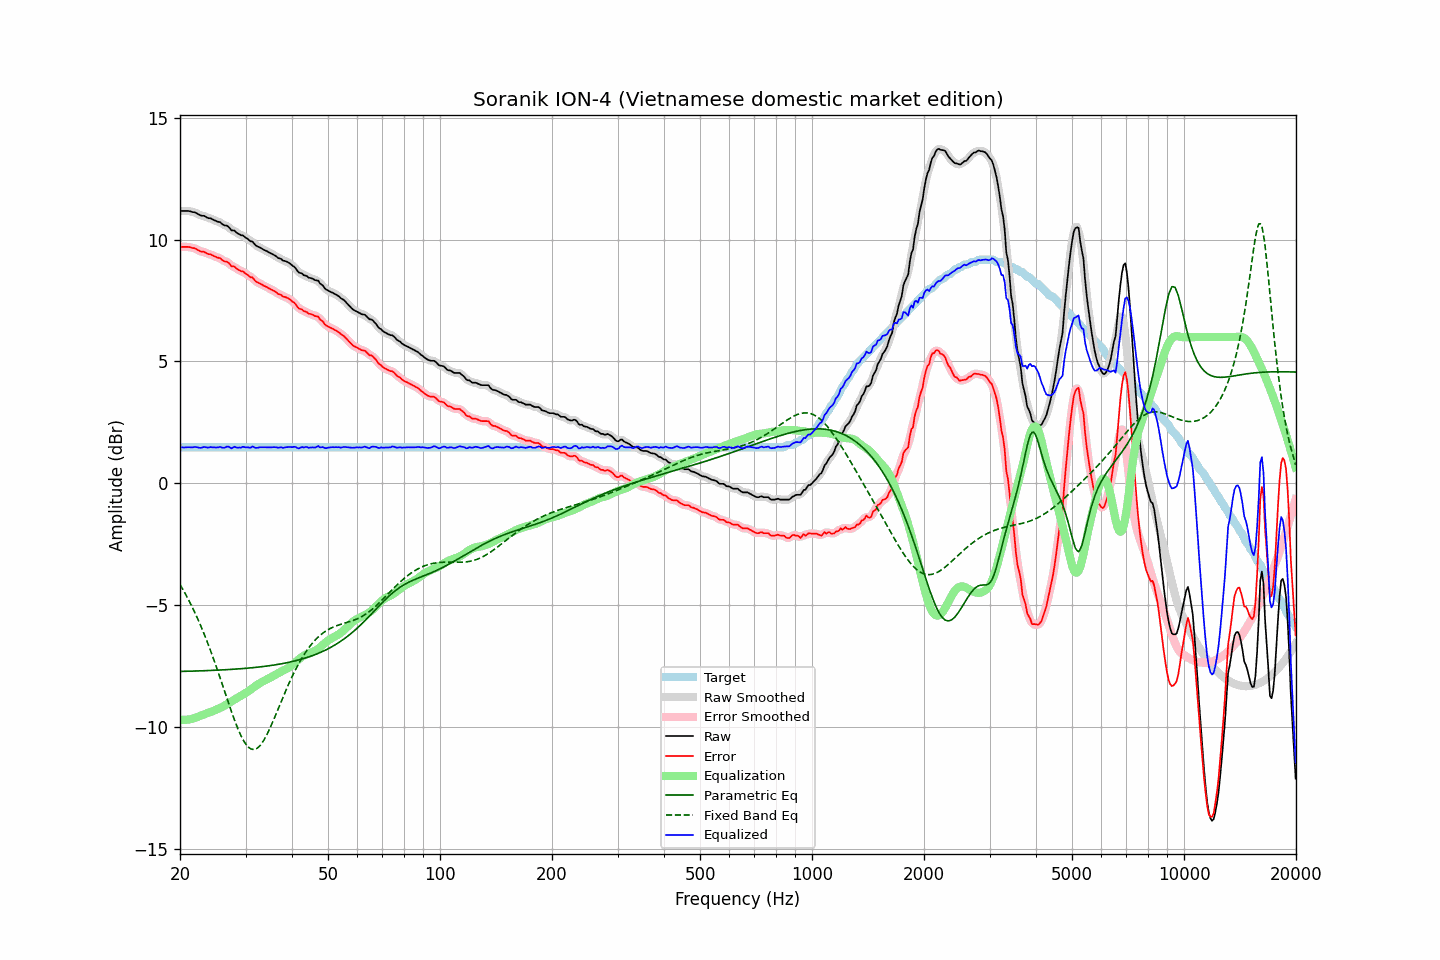 Soranik ION-4 (Vietnamese domestic market edition)
Amplitude (dBr)
15
10
5
0
−5
−10
−15
Target
Raw Smoothed
Error Smoothed
Raw
Error
Equalization
Parametric Eq
Fixed Band Eq
Equalized
20 50 100 200 500 1000 2000 5000 10000 20000
Frequency (Hz)